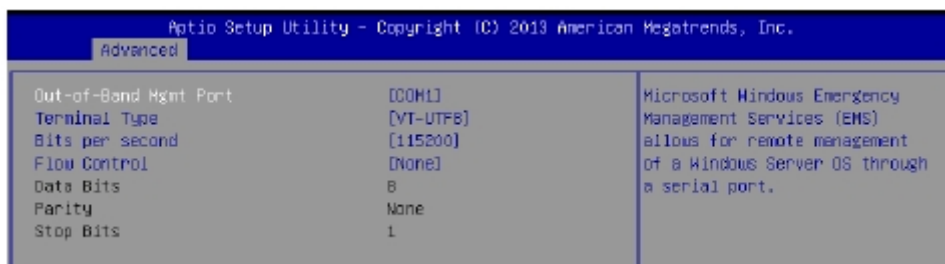 Aptio Setup Utility - Copyright (C) 2013 American Megatrends, Inc.
Advanced
Out-of-Band Mgmt Port [COM1]
Terminal Type [VT-UTF8]
Bits per second [115200]
Flow Control [None]
Data Bits 8
Parity None
Stop Bits 1
Microsoft Windows Emergency
Management Services (EMS)
allows for remote management
of a Windows Server OS through
a serial port.